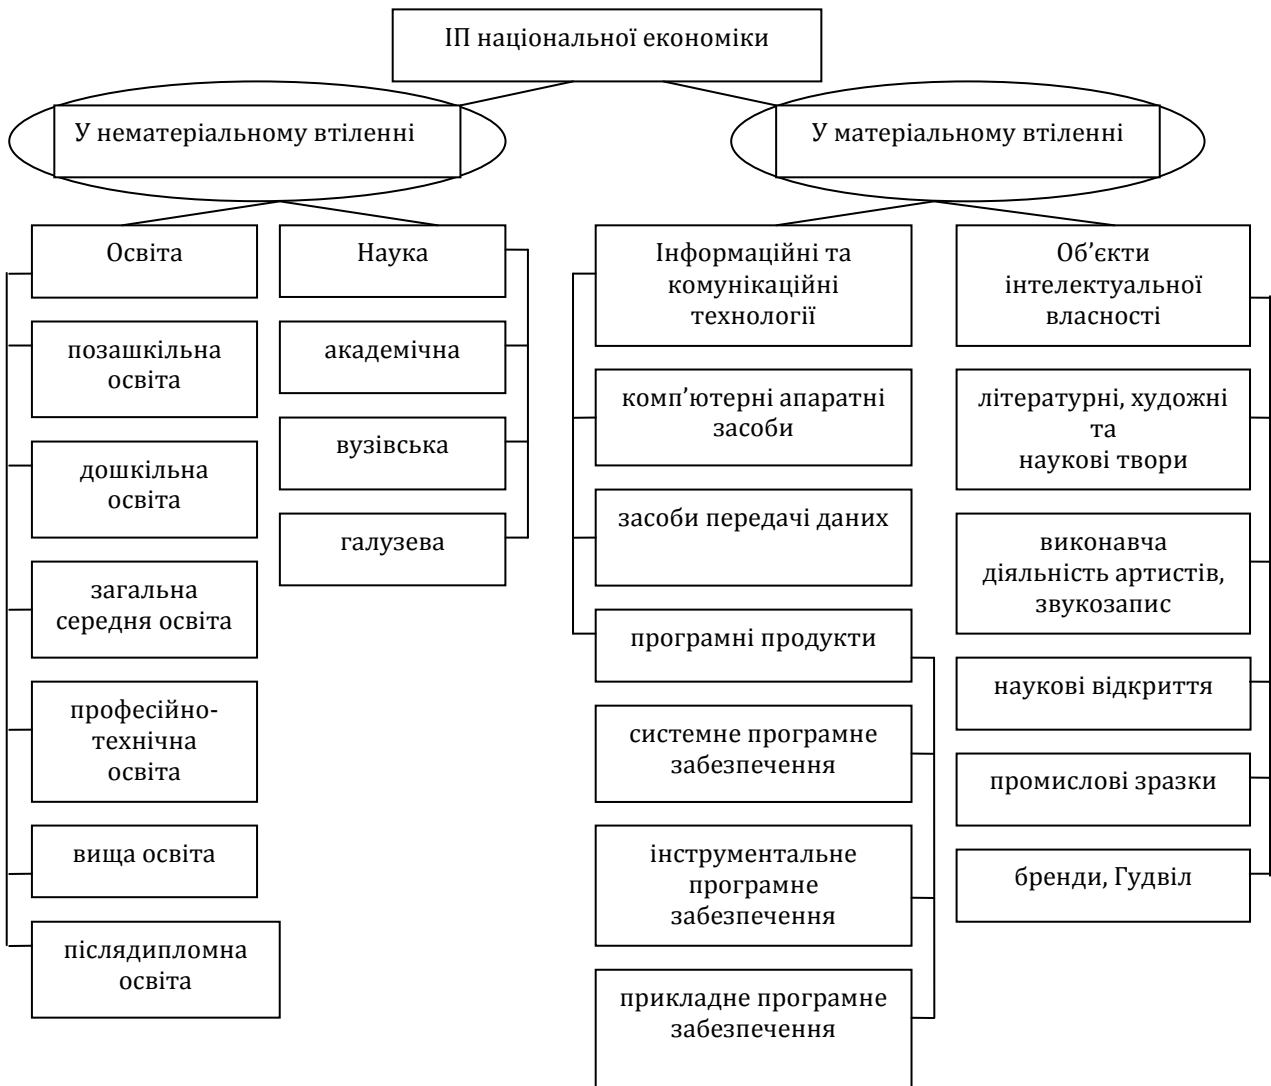 ІП національної економіки
У нематеріальному втіленні
У матеріальному втіленні
Освіта
позашкільна
освіта
дошкільна
освіта
загальна
середня освіта
професійно-
технічна
освіта
вища освіта
післядипломна
освіта
Наука
академічна
вузівська
галузева
Інформаційні та
комунікаційні
технології
комп’ютерні апаратні
засоби
засоби передачі даних
програмні продукти
системне програмне
забезпечення
інструментальне
програмне
забезпечення
прикладне програмне
забезпечення
Об’єкти
інтелектуальної
власності
літературні, художні
та
наукові твори
виконавча
діяльність артистів,
звукозапис
наукові відкриття
промислові зразки
бренди, Гудвіл